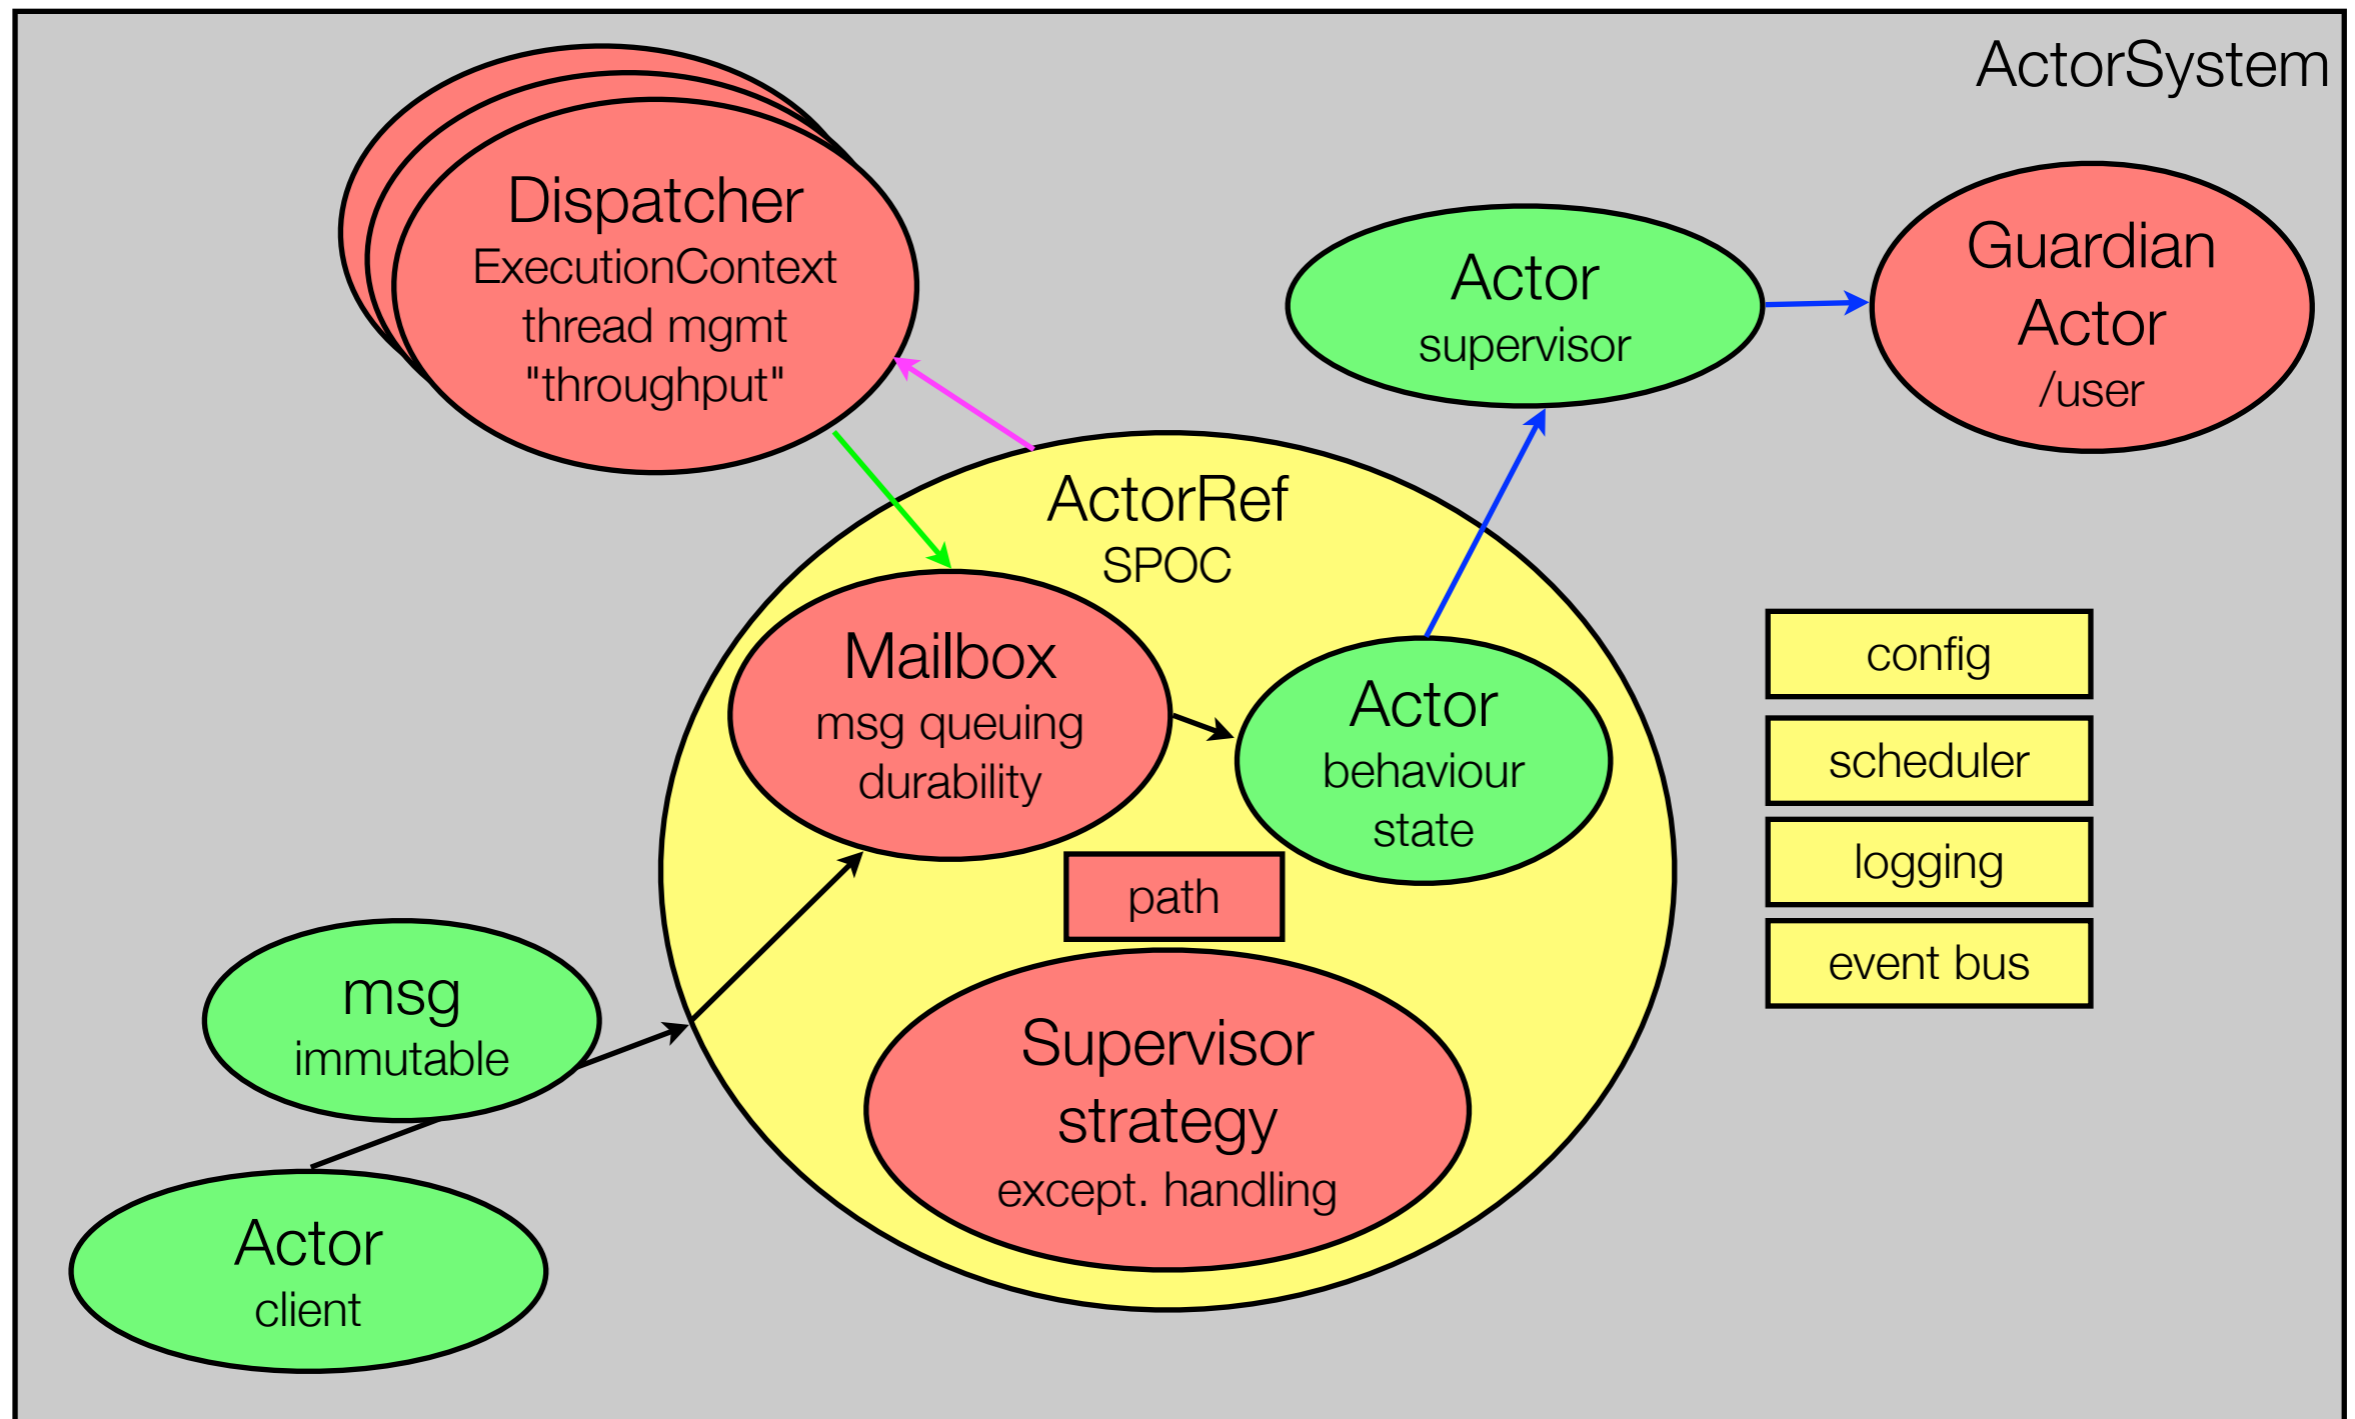 ActorSystem
Dispatcher
ExecutionContext
thread mgmt
"throughput"
Actor
supervisor
Guardian
Actor
/user
ActorRef
SPOC
Mailbox
msg queuing
durability
Actor
behaviour
state
path
Supervisor
strategy
except. handling
config
scheduler
logging
event bus
msg
immutable
Actor
client